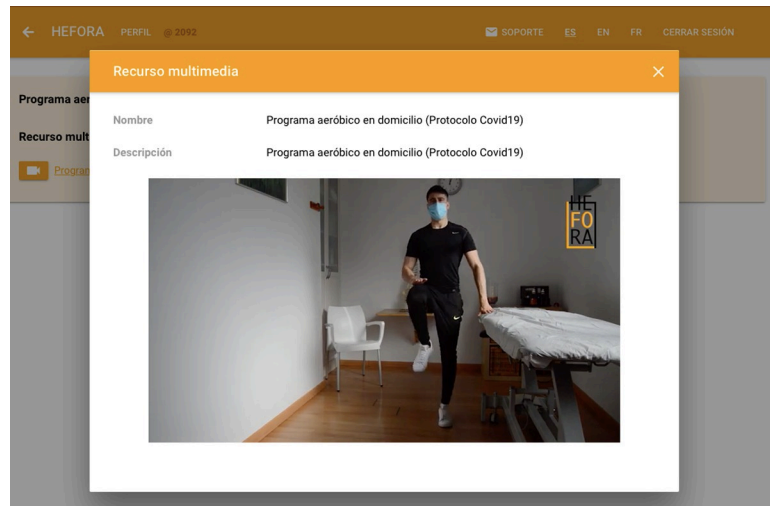 HEFORA PERFIL @ 2092 SOPORTE ES EN FR CERRAR SESIÓN
Recurso multimedia
Programa aer
Nombre Programa aeróbico en domicilio (Protocolo Covid19)
Recurso mult
Descripción Programa aeróbico en domicilio (Protocolo Covid19)
Program
HE
FO
RA